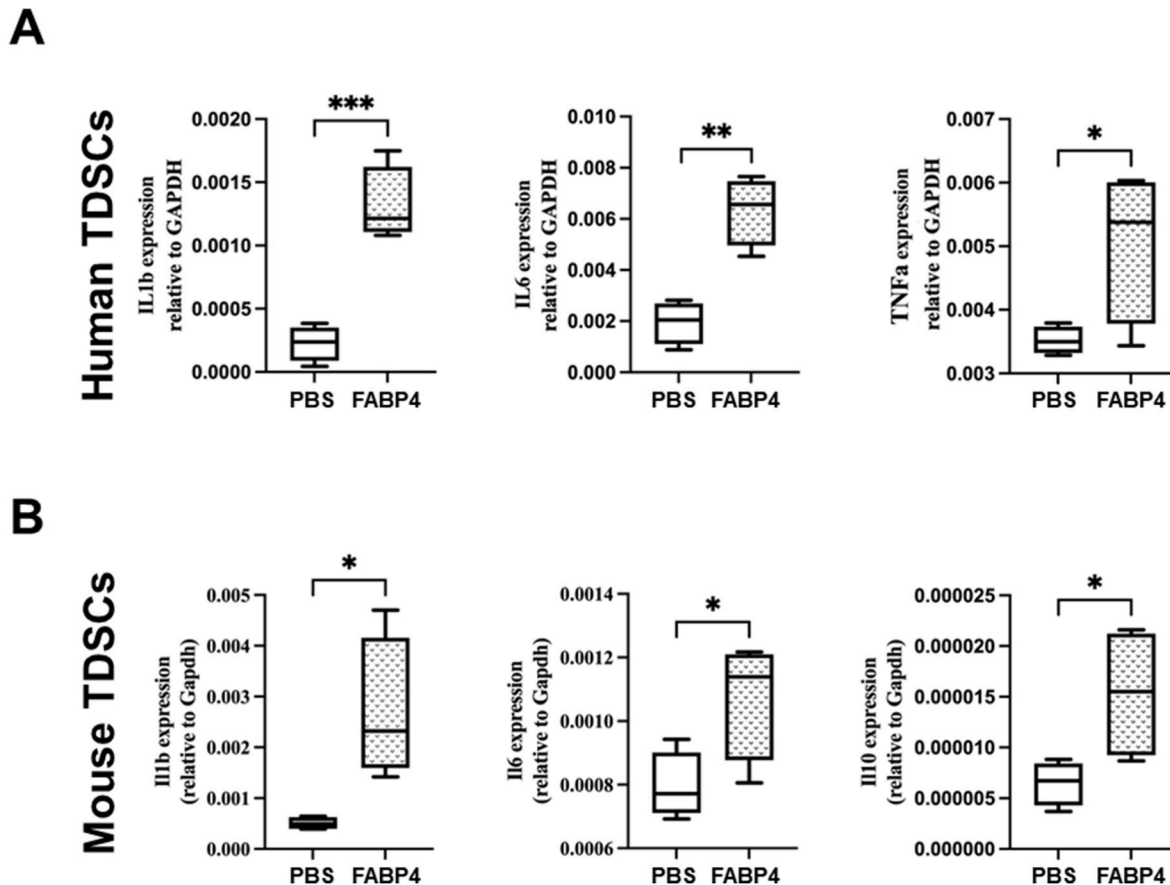 A
Human TDSCs
IL1b expression
relative to GAPDH
0.0020
0.0015
0.0010
0.0005
0.0000
***
PBS FABP4
IL6 expression
relative to GAPDH
0.010
0.008
0.006
0.004
0.002
0.000
**
PBS FABP4
TNFa expression
relative to GAPDH
0.007
0.006
0.005
0.004
0.003
*
PBS FABP4
B
Mouse TDSCs
Il1b expression
(relative to Gapdh)
0.005
0.004
0.003
0.002
0.001
0.000
*
PBS FABP4
Il6 expression
(relative to Gapdh)
0.0014
0.0012
0.0010
0.0008
0.0006
*
PBS FABP4
Il10 expression
(relative to Gapdh)
0.000025
0.000020
0.000015
0.000010
0.000005
0.000000
*
PBS FABP4